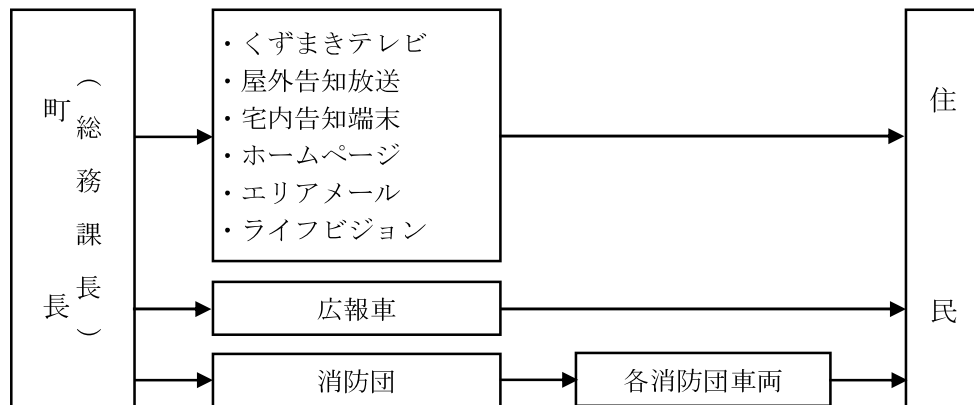 町長
（総務課長）
・くずまきテレビ
・屋外告知放送
・宅内告知端末
・ホームページ
・エリアメール
・ライフビジョン
広報車
消防団
各消防団車両
住民